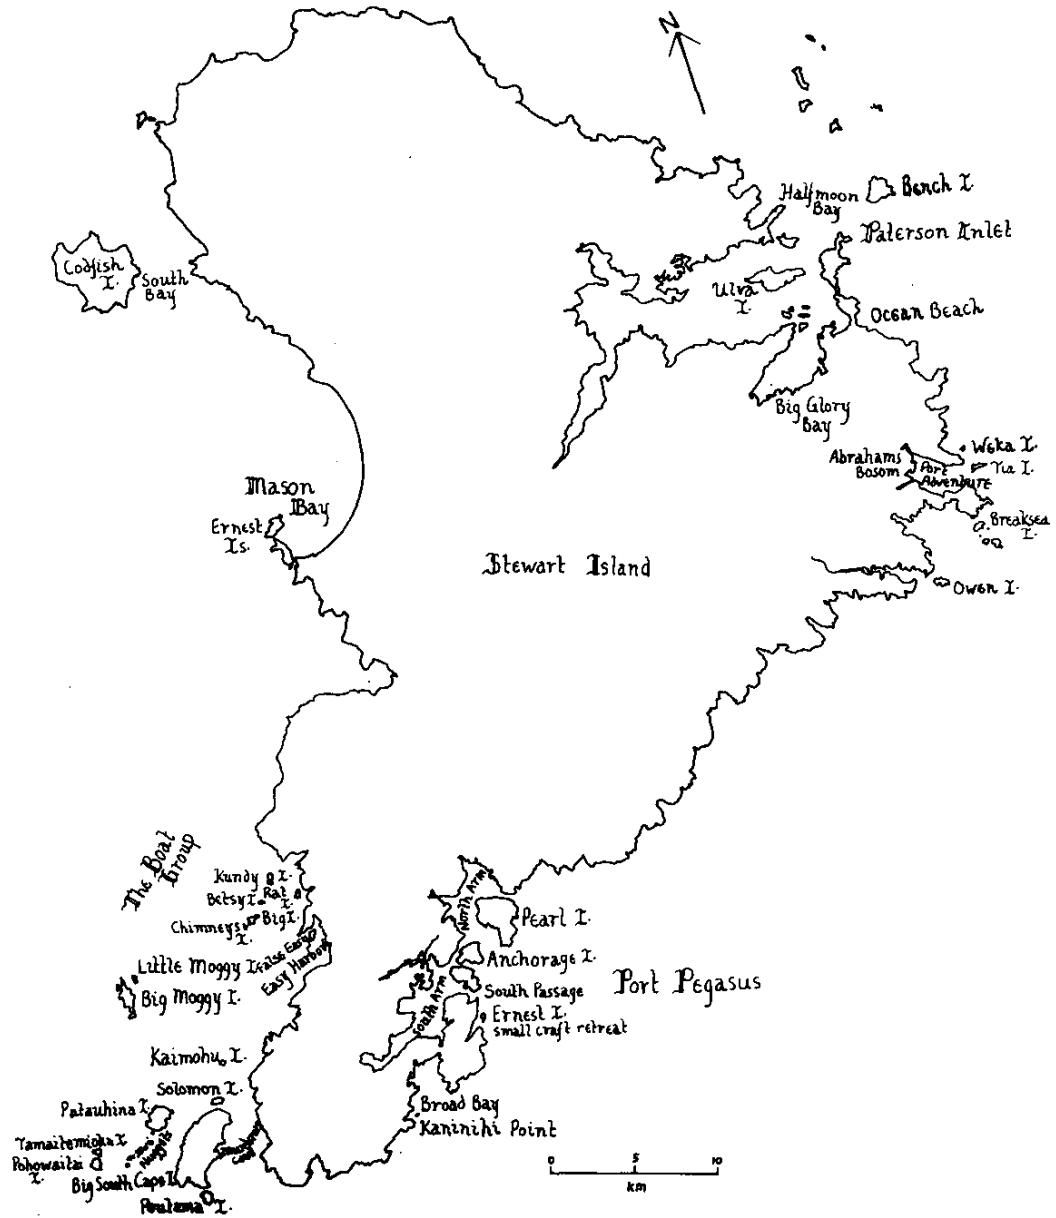 N
Halfmoon
Bay
Bench I.
Paterson Inlet
Codfish
I.
South
Bay
Ulva
I.
Ocean Beach
Big Glory
Bay
Abrahams
Bosom
Port
Adventure
Weka I.
Tia I.
Mason
Bay
Ernest
Is.
Breaksea
I.
Stewart Island
Owen I.
The Boat
Group
Kundy I.
Betsy I.
Rat
I.
Chimneys
I.
Big I.
False Easy
Easy Harbour
Little Moggy I.
Big Moggy I.
North Arm
Pearl I.
Anchorage I.
Port Pegasus
South Passage
South Arm
Ernest I.
small craft retreat
Kaimohu I.
Solomon I.
Patauhina I.
Broad Bay
Kaninihi Point
Tamaitemioka I.
Pohowaitai
I.
Big South Cape I.
Poutama I.
0 5 10
km